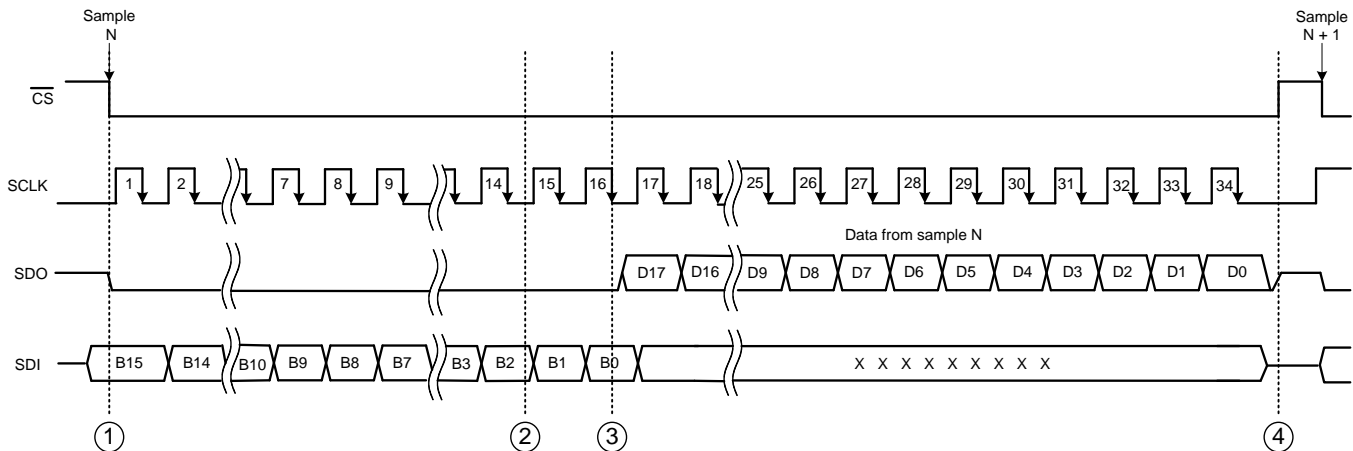 Sample
N
Sample
N + 1
CS
SCLK
1 2 7 8 9 14 15 16 17 18 25 26 27 28 29 30 31 32 33 34
Data from sample N
SDO
D17 D16 D9 D8 D7 D6 D5 D4 D3 D2 D1 D0
SDI
B15 B14 B10 B9 B8 B7 B3 B2 B1 B0 X X X X X X X X X
1 2 3 4